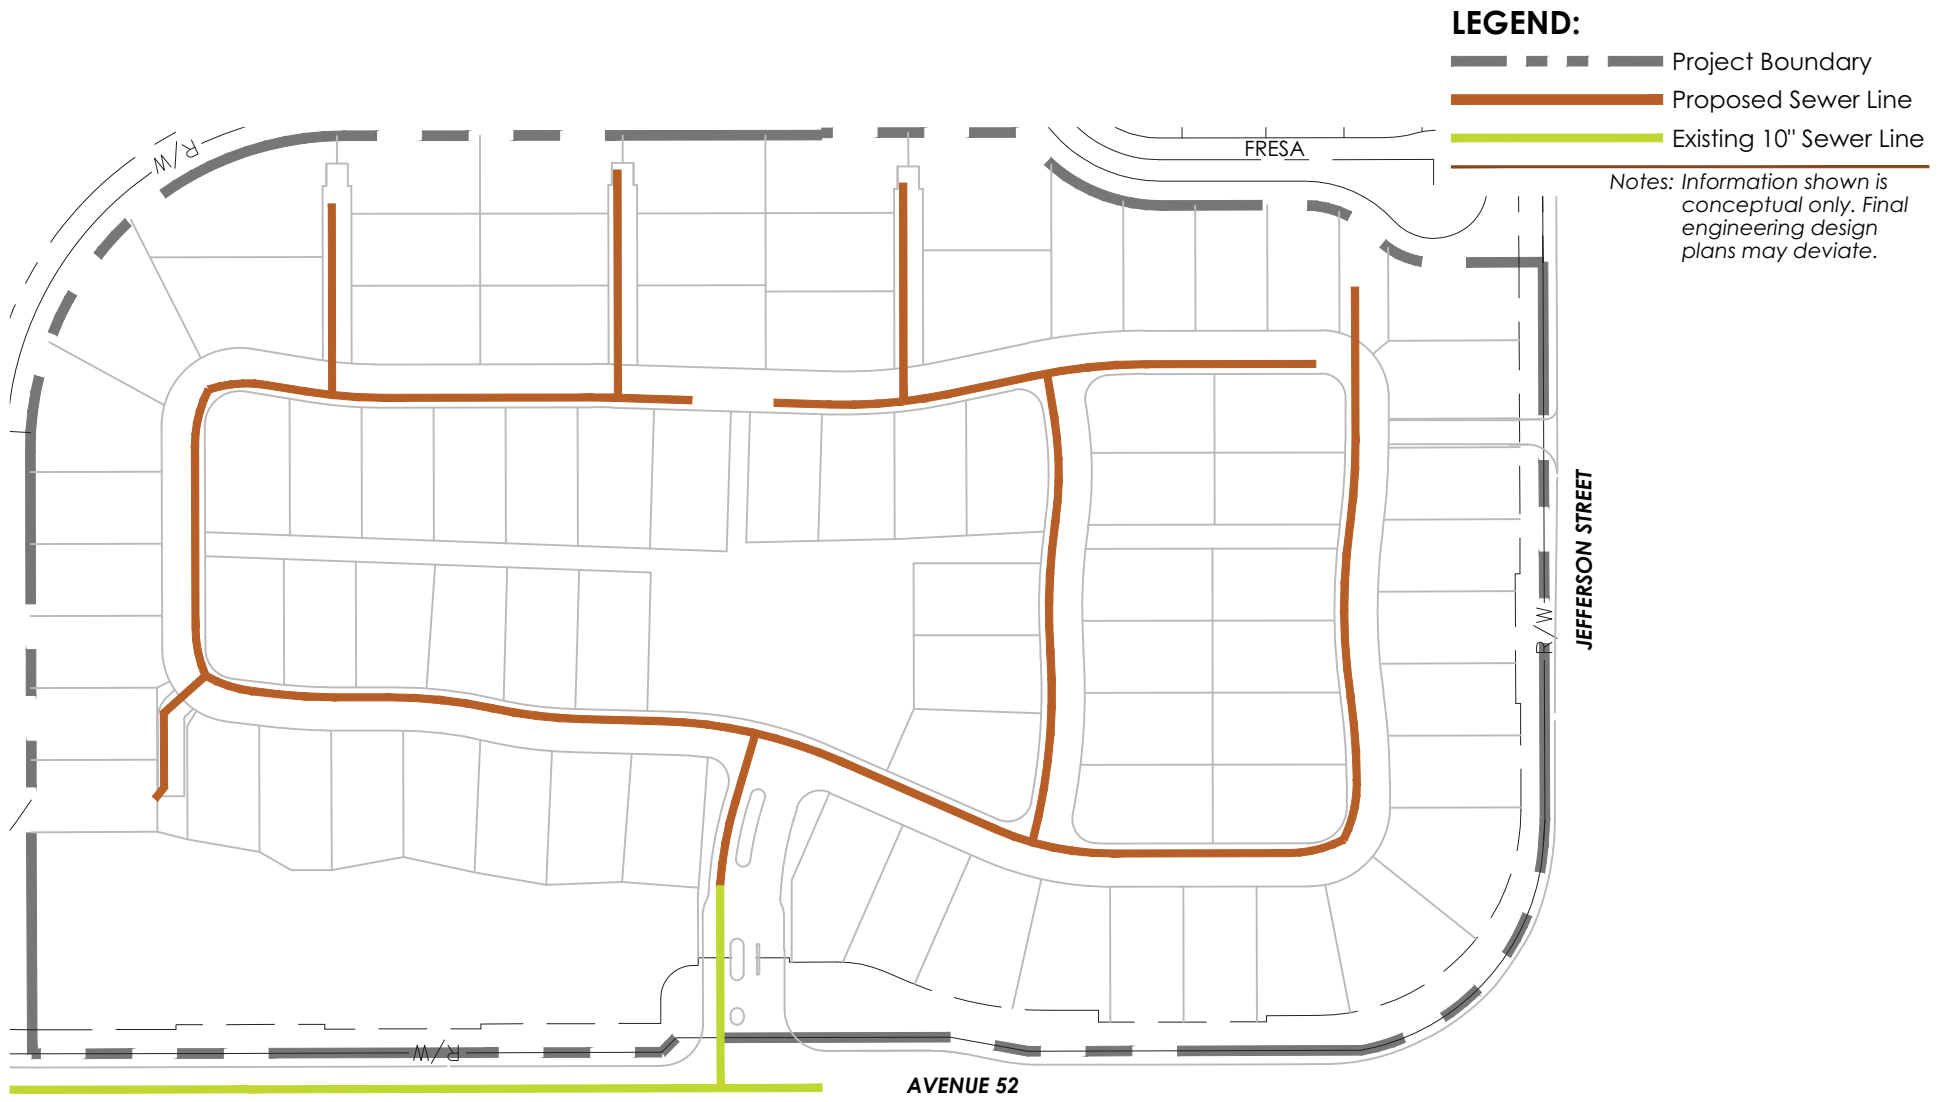 LEGEND:
Project Boundary
Proposed Sewer Line
Existing 10" Sewer Line
Notes: Information shown is
conceptual only. Final
engineering design
plans may deviate.
FRESA
R/W
JEFFERSON STREET
R/W
R/W
AVENUE 52